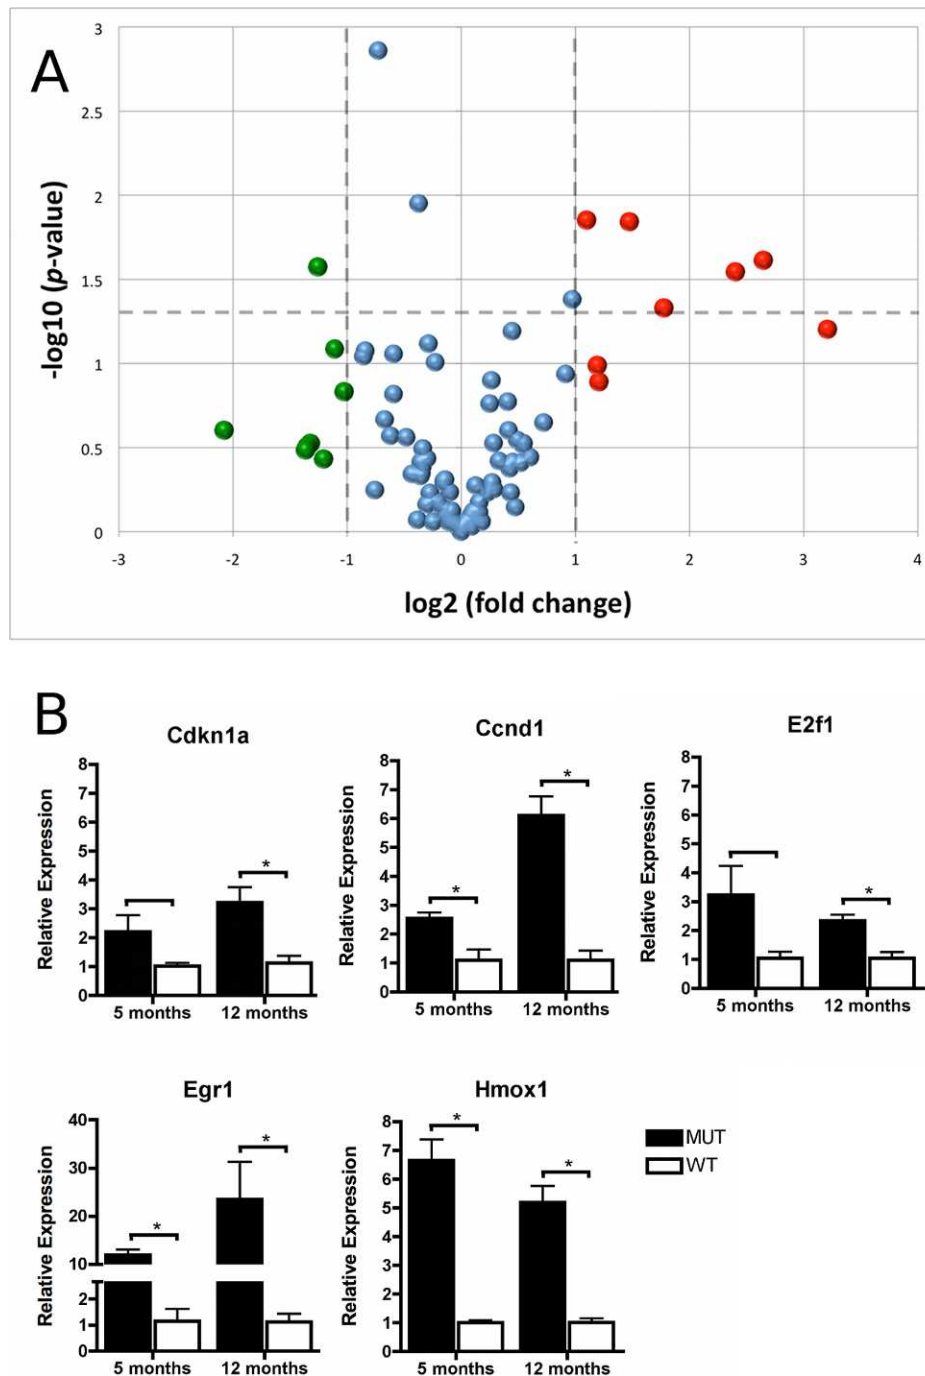 A
3
2.5
2
1.5
1
0.5
0
-log10 (p-value)
-3 -2 -1 0 1 2 3 4
log2 (fold change)
B
Cdkn1a
8
7
6
5
4
3
2
1
0
Relative Expression
*
5 months 12 months
Ccnd1
8
7
6
5
4
3
2
1
0
Relative Expression
*
*
5 months 12 months
E2f1
8
7
6
5
4
3
2
1
0
Relative Expression
*
5 months 12 months
Egr1
40
30
20
10
2
1
0
Relative Expression
*
*
5 months 12 months
Hmox1
8
7
6
5
4
3
2
1
0
Relative Expression
*
*
5 months 12 months
MUT
WT